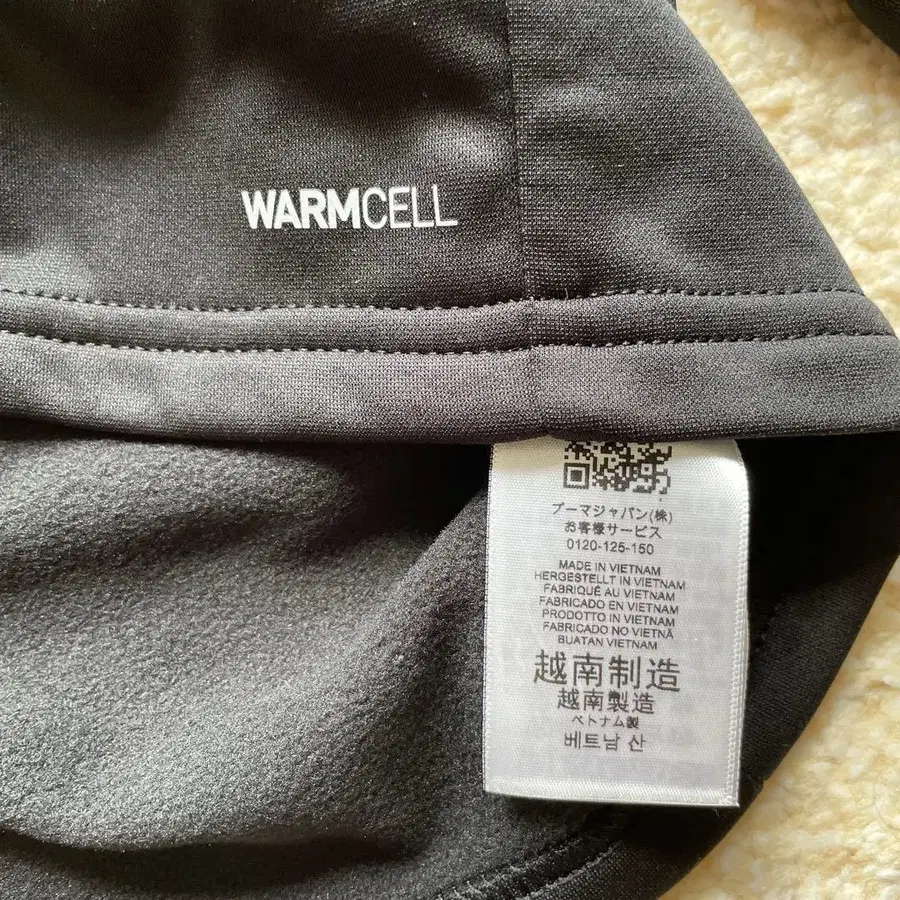 WARMCELL
プーマジャパン(株)
お客様サービス
0120-125-150
MADE IN VIETNAM
HERGESTELLT IN VIETNAM
FABRIQUÉ AU VIETNAM
FABRICADO EN VIETNAM
PRODOTTO IN VIETNAM
FABRICADO NO VIETNÃ
BUATAN VIETNAM
越南制造
越南製造
ベトナム製
베트남 산